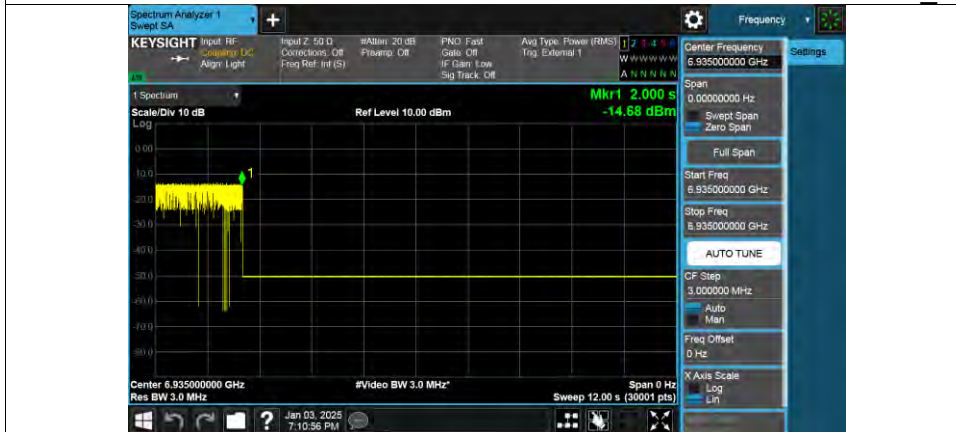 Spectrum Analyzer 1
Swept SA
+
Frequency
KEYSIGHT
Input: RF
Coupling: DC
Align: Light
Input Z: 50 Ω
Corrections: Off
Freq Ref: Int (S)
#Atten: 20 dB
Preamp: Off
PNO: Fast
Gate: Off
IF Gain: Low
Sig Track: Off
Avg Type: Power (RMS)
Trig: External 1
1 2 3 4 5 6
W W W W W W
A N N N N N
Center Frequency
6.935000000 GHz
Settings
1 Spectrum
Scale/Div 10 dB
Ref Level 10.00 dBm
Mkr1 2.000 s
-14.68 dBm
Log
0.00
-10.0
-20.0
-30.0
-40.0
-50.0
-60.0
-70.0
-80.0
1
Span
0.00000000 Hz
Swept Span
Zero Span
Full Span
Start Freq
6.935000000 GHz
Stop Freq
6.935000000 GHz
AUTO TUNE
CF Step
3.000000 MHz
Auto
Man
Freq Offset
0 Hz
X Axis Scale
Log
Lin
Center 6.935000000 GHz
#Video BW 3.0 MHz*
Span 0 Hz
Res BW 3.0 MHz
Sweep 12.00 s (30001 pts)
?
Jan 03, 2025
7:10:56 PM